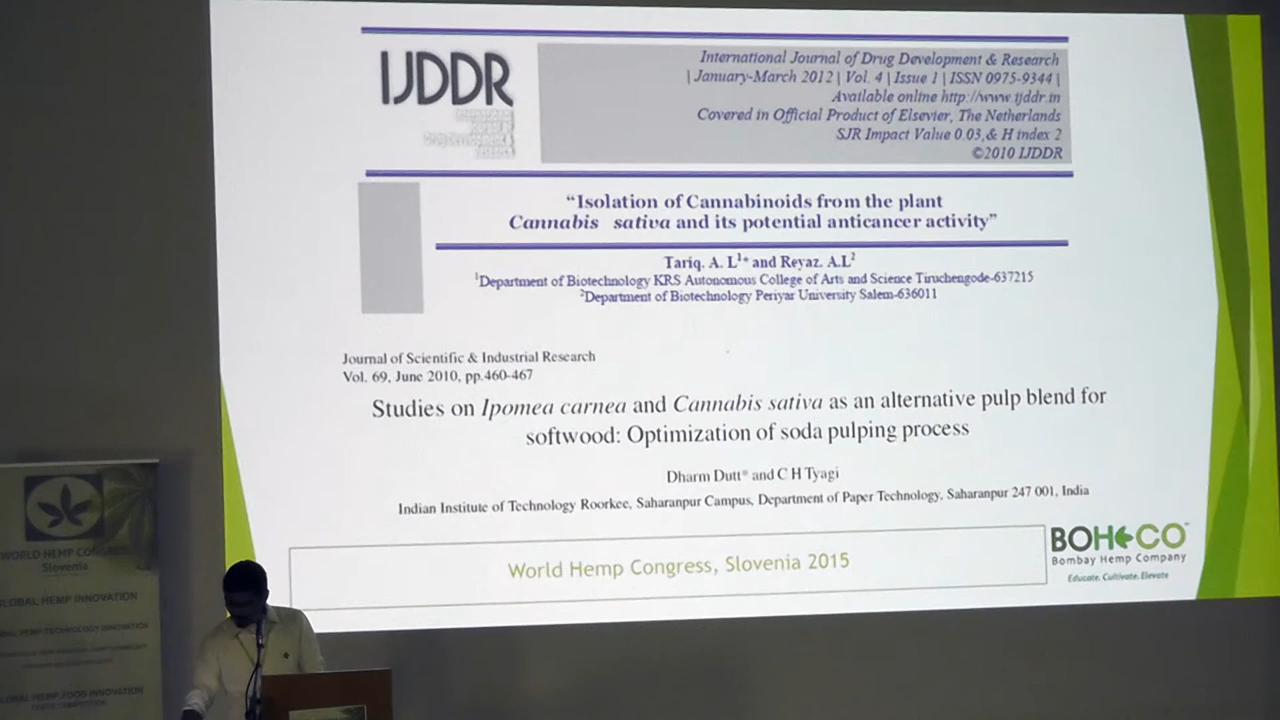 IJDDR
International Journal of Drug Development & Research
| January-March 2012 | Vol. 4 | Issue 1 | ISSN 0975-9344 |
Available online http://www.ijddr.in
Covered in Official Product of Elsevier, The Netherlands
SJR Impact Value 0.03,& H index 2
©2010 IJDDR
“Isolation of Cannabinoids from the plant
Cannabis sativa and its potential anticancer activity”
Tariq. A. L¹* and Reyaz. A.L²
¹Department of Biotechnology KRS Autonomous College of Arts and Science Tiruchengode-637215
²Department of Biotechnology Periyar University Salem-636011
Journal of Scientific & Industrial Research
Vol. 69, June 2010, pp.460-467
Studies on Ipomea carnea and Cannabis sativa as an alternative pulp blend for
softwood: Optimization of soda pulping process
Dharm Dutt* and C H Tyagi
Indian Institute of Technology Roorkee, Saharanpur Campus, Department of Paper Technology, Saharanpur 247 001, India
World Hemp Congress, Slovenia 2015
BOHECO
Bombay Hemp Company
Educate. Cultivate. Elevate
WORLD HEMP CONGRESS
Slovenia
GLOBAL HEMP INNOVATION
HEMP TECHNOLOGY INNOVATION
GLOBAL HEMP FOOD INNOVATION